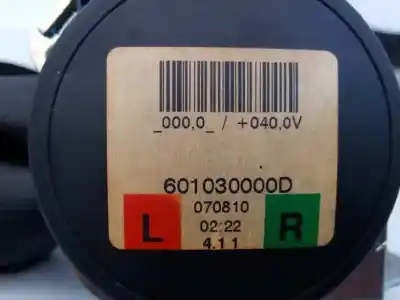 _000,0_ / +040,0V
601030000D
L 070810 R
02:22
4.1 1